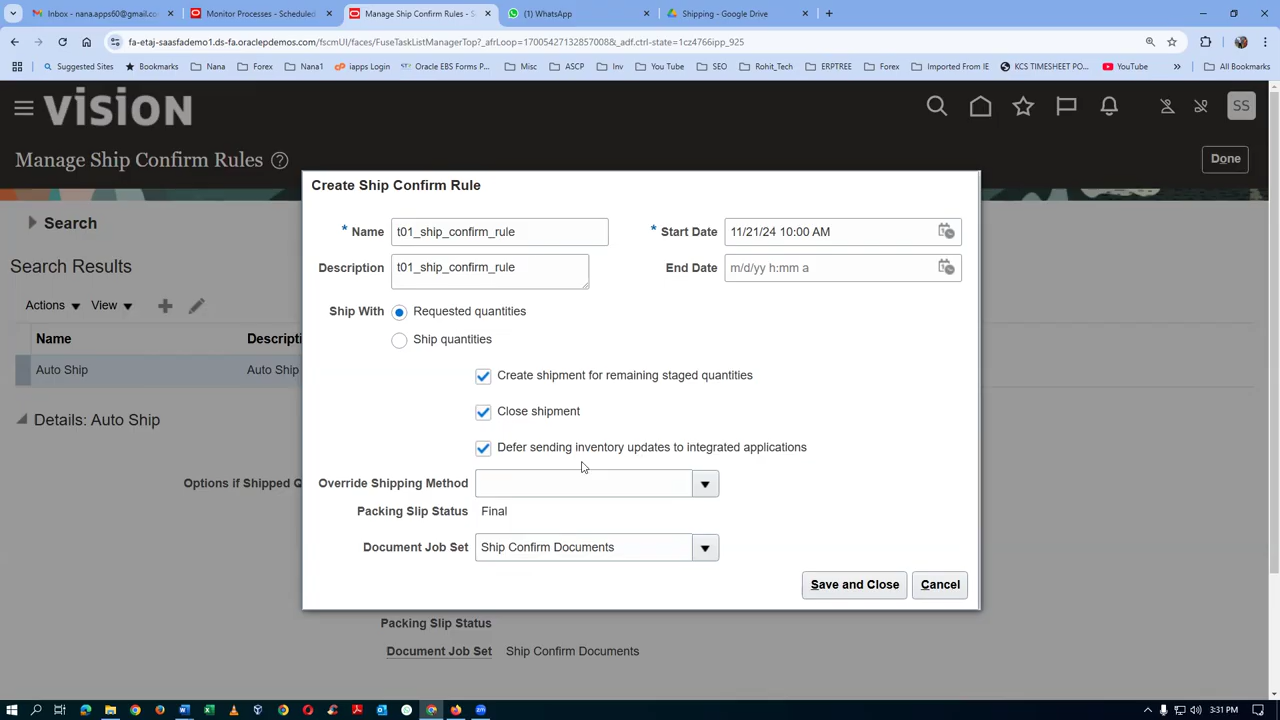 Inbox - nana.apps60@gmail.co
Monitor Processes - Scheduled
Manage Ship Confirm Rules - S
(1) WhatsApp
Shipping - Google Drive
fa-etaj-saasfademo1.ds-fa.oraclepdemos.com/fscmUI/faces/FuseTaskListManagerTop?_afrLoop=170054271328570​08&_adf.ctrl-state=1cz4766ipp_925
Suggested Sites
Bookmarks
Nana
Forex
Nana1
iapps Login
Oracle EBS Forms P...
Misc
ASCP
Inv
You Tube
SEO
Rohit_Tech
ERPTREE
Forex
Imported From IE
KCS TIMESHEET PO...
YouTube
All Bookmarks
VISION
SS
Manage Ship Confirm Rules
Done
Search
Search Results
Actions
View
Name
Descripti
Auto Ship
Auto Ship
Details: Auto Ship
Options if Shipped Q
Create Ship Confirm Rule
* Name t01_ship_confirm_rule
* Start Date 11/21/24 10:00 AM
Description t01_ship_confirm_rule
End Date m/d/yy h:mm a
Ship With Requested quantities
Ship quantities
Create shipment for remaining staged quantities
Close shipment
Defer sending inventory updates to integrated applications
Override Shipping Method
Packing Slip Status Final
Document Job Set Ship Confirm Documents
Save and Close
Cancel
Packing Slip Status
Document Job Set Ship Confirm Documents
3:31 PM